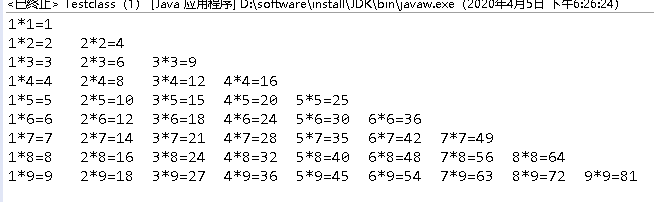 <已终止> Testclass (1) [Java 应用程序] D:\software\install\JDK\bin\javaw.exe (2020年4月5日 下午6:26:24)
1*1=1
1*2=2 2*2=4
1*3=3 2*3=6 3*3=9
1*4=4 2*4=8 3*4=12 4*4=16
1*5=5 2*5=10 3*5=15 4*5=20 5*5=25
1*6=6 2*6=12 3*6=18 4*6=24 5*6=30 6*6=36
1*7=7 2*7=14 3*7=21 4*7=28 5*7=35 6*7=42 7*7=49
1*8=8 2*8=16 3*8=24 4*8=32 5*8=40 6*8=48 7*8=56 8*8=64
1*9=9 2*9=18 3*9=27 4*9=36 5*9=45 6*9=54 7*9=63 8*9=72 9*9=81